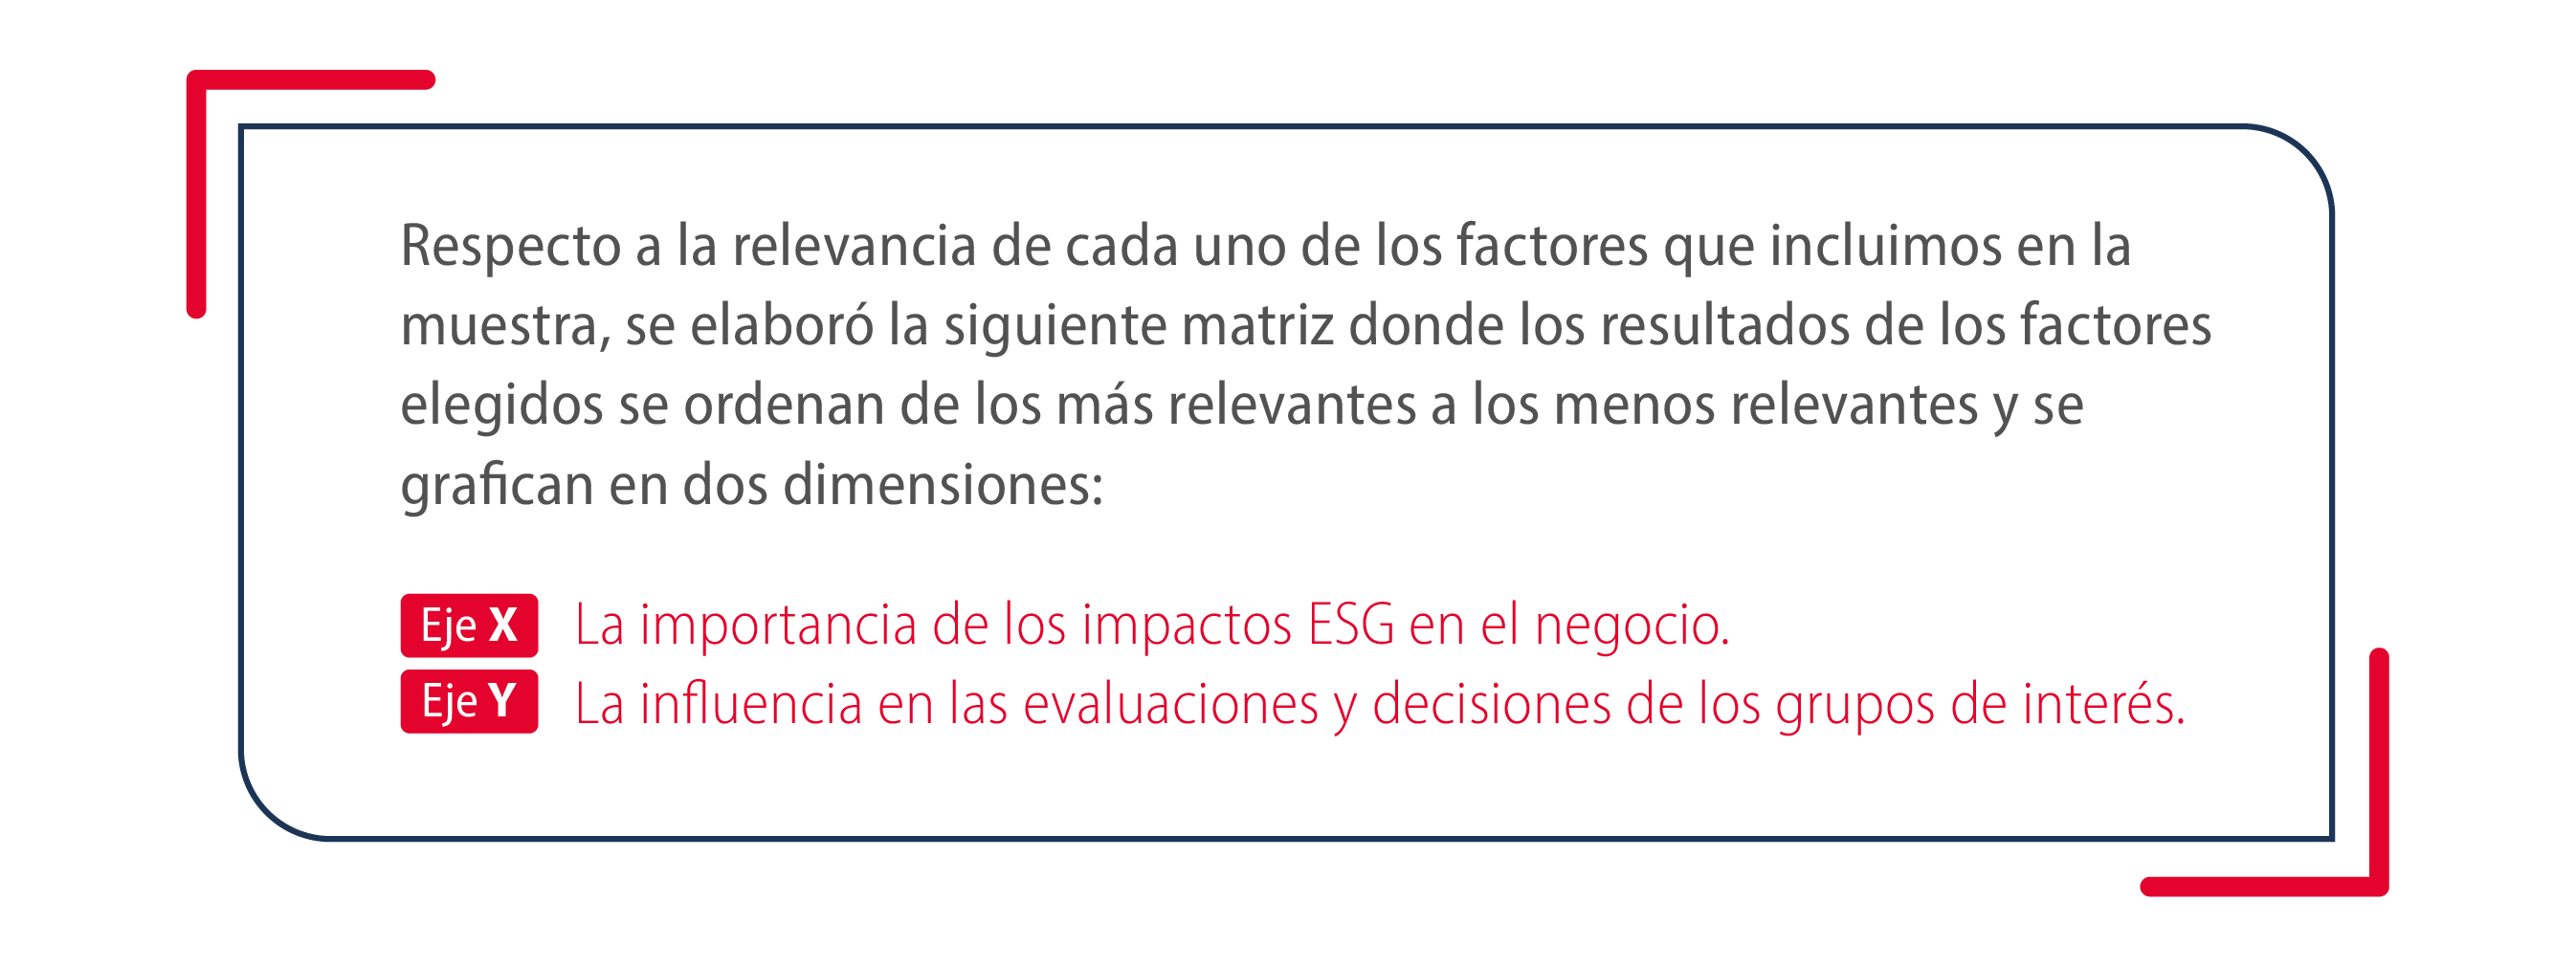 Respecto a la relevancia de cada uno de los factores que incluimos en la
muestra, se elaboró la siguiente matriz donde los resultados de los factores
elegidos se ordenan de los más relevantes a los menos relevantes y se
grafican en dos dimensiones:
Eje X La importancia de los impactos ESG en el negocio.
Eje Y La influencia en las evaluaciones y decisiones de los grupos de interés.